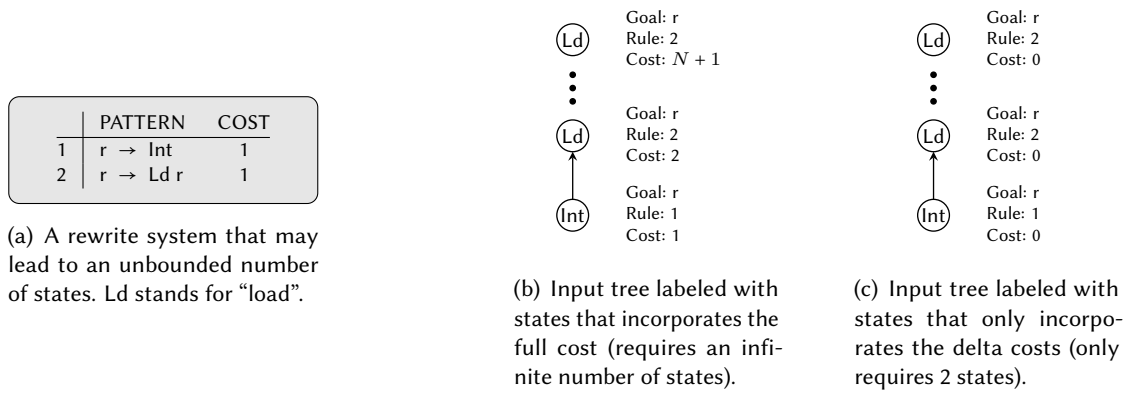 PATTERN COST
1 r → Int 1
2 r → Ld r 1
(a) A rewrite system that may
lead to an unbounded number
of states. Ld stands for “load”.
Ld
Goal: r
Rule: 2
Cost: N + 1
Ld
Goal: r
Rule: 2
Cost: 2
Int
Goal: r
Rule: 1
Cost: 1
(b) Input tree labeled with
states that incorporates the
full cost (requires an infi-
nite number of states).
Ld
Goal: r
Rule: 2
Cost: 0
Ld
Goal: r
Rule: 2
Cost: 0
Int
Goal: r
Rule: 1
Cost: 0
(c) Input tree labeled with
states that only incorpo-
rates the delta costs (only
requires 2 states).